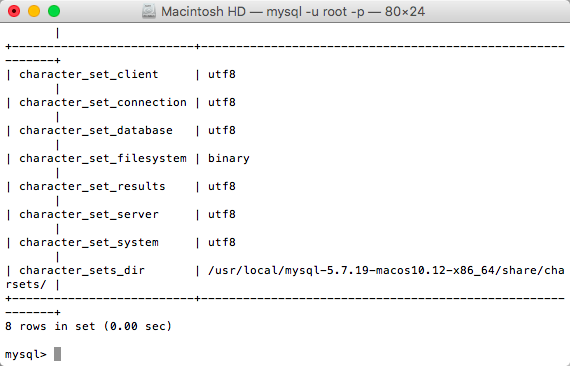 Macintosh HD — mysql -u root -p — 80×24
|
+--------------------------+----------------------------------------------------
-------+
| character_set_client     | utf8
       |
| character_set_connection | utf8
       |
| character_set_database   | utf8
       |
| character_set_filesystem | binary
       |
| character_set_results    | utf8
       |
| character_set_server     | utf8
       |
| character_set_system     | utf8
       |
| character_sets_dir       | /usr/local/mysql-5.7.19-macos10.12-x86_64/share/cha
rsets/ |
+--------------------------+----------------------------------------------------
-------+
8 rows in set (0.00 sec)
mysql>